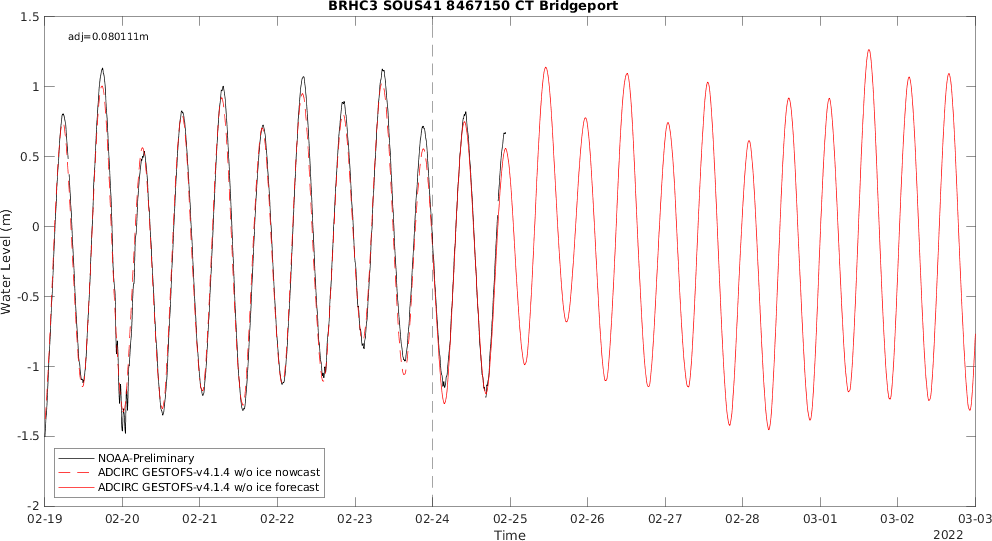 BRHC3 SOUS41 8467150 CT Bridgeport
adj=0.080111m
1.5
1
0.5
0
-0.5
-1
-1.5
-2
Water Level (m)
NOAA-Preliminary
ADCIRC GESTOFS-v4.1.4 w/o ice nowcast
ADCIRC GESTOFS-v4.1.4 w/o ice forecast
02-19 02-20 02-21 02-22 02-23 02-24 02-25 02-26 02-27 02-28 03-01 03-02 03-03
Time
2022